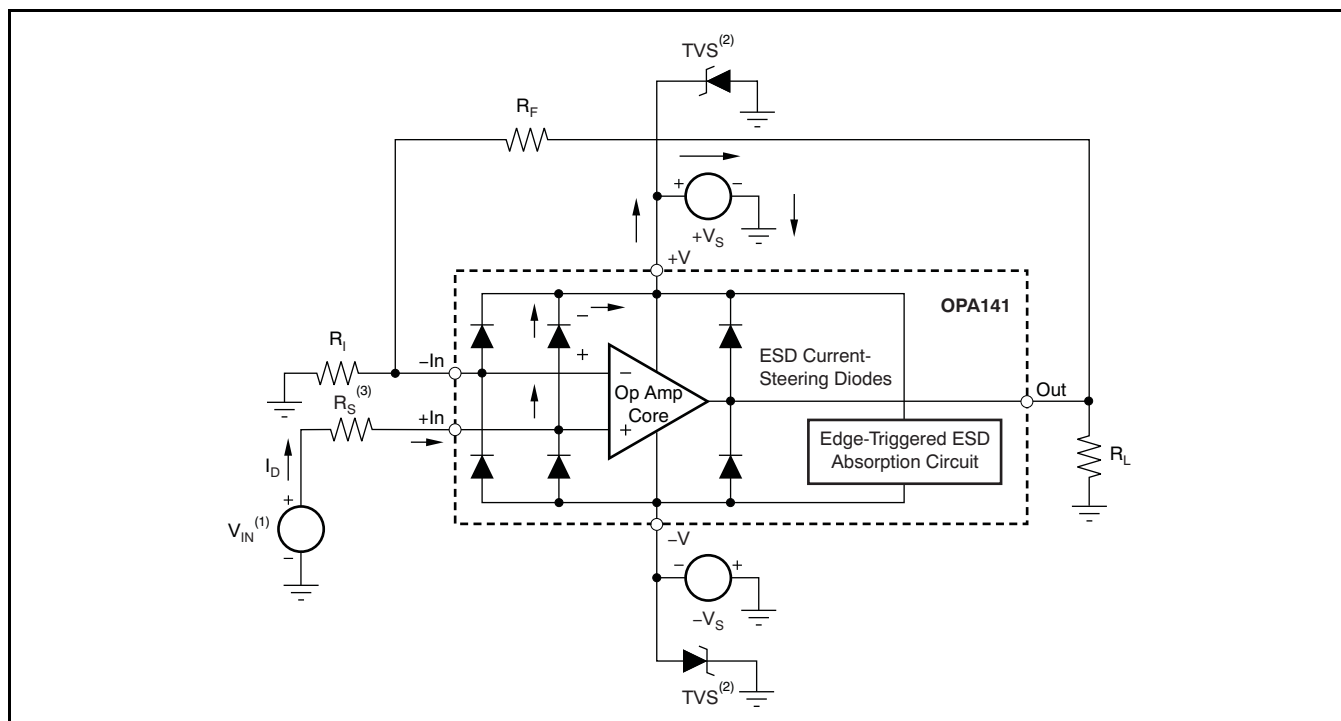 TVS(2)
RF
+ −
+VS
+V
OPA141
−
+
RI
−In
−
Op Amp
Core
+
ESD Current-
Steering Diodes
Out
RS(3)
+In
Edge-Triggered ESD
Absorption Circuit
RL
ID
+
VIN(1)
−
−V
− +
−VS
TVS(2)